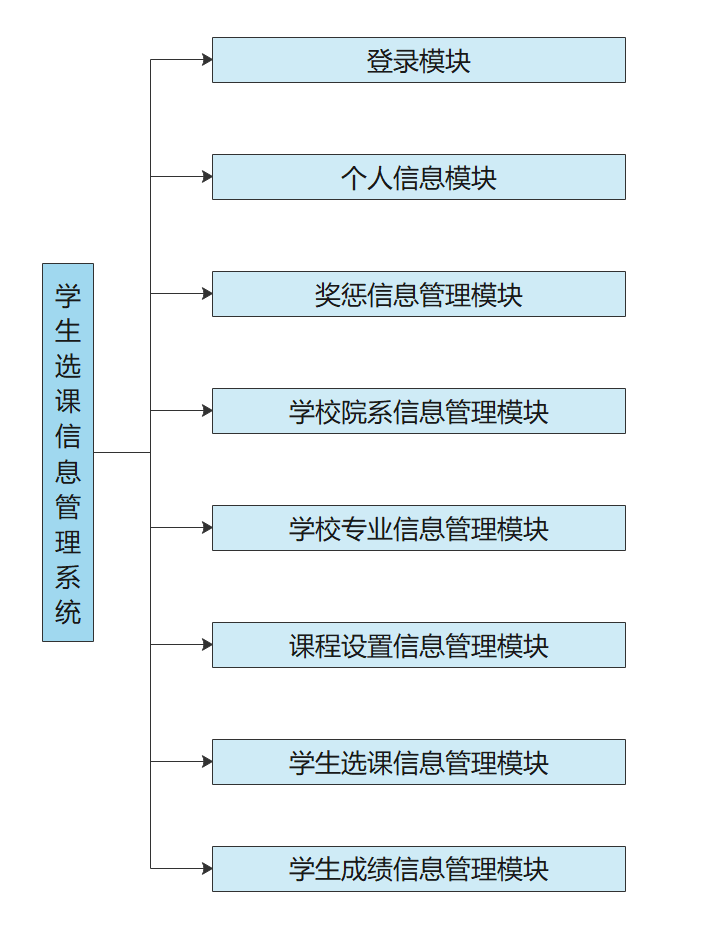 登录模块
个人信息模块
奖惩信息管理模块
学校院系信息管理模块
学生选课信息管理系统
学校专业信息管理模块
课程设置信息管理模块
学生选课信息管理模块
学生成绩信息管理模块